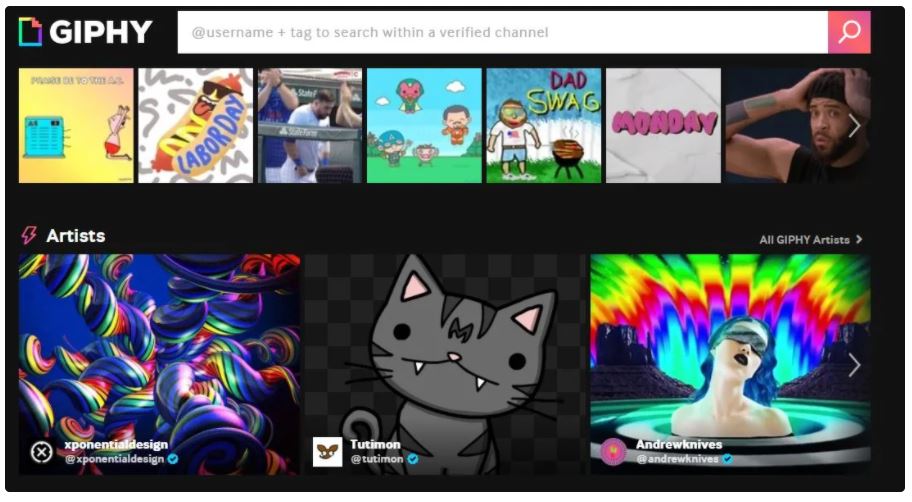 GIPHY
@username + tag to search within a verified channel
PRAISE BE TO THE A.C.
LABOR DAY
StateFarm
DAD
SWAG
MONDAY
Artists
All GIPHY Artists
xponentialdesign
@xponentialdesign
Tutimon
@tutimon
Andrewknives
@andrewknives